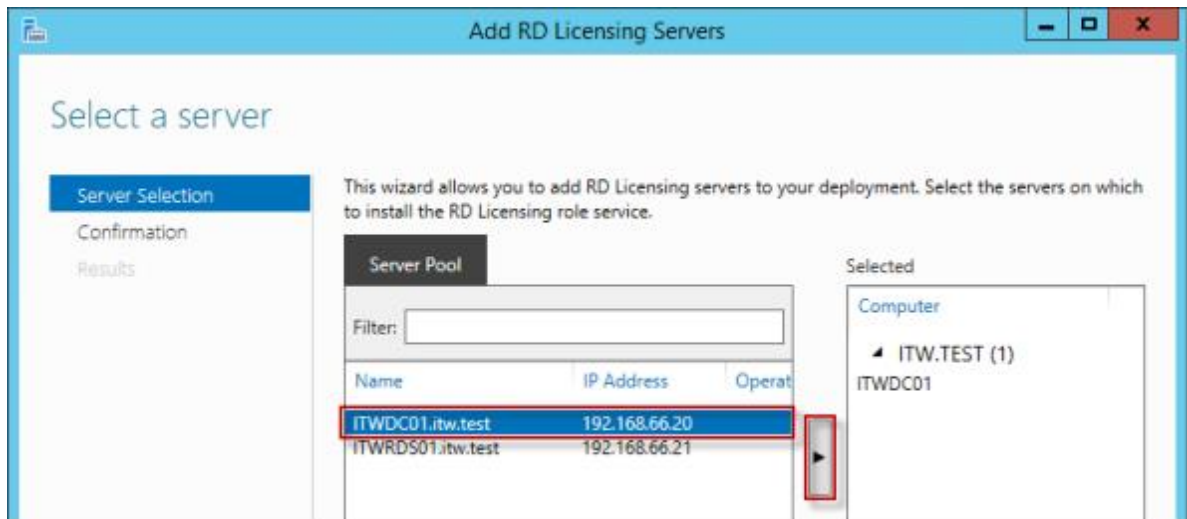 Add RD Licensing Servers
Select a server
Server Selection
Confirmation
Results
This wizard allows you to add RD Licensing servers to your deployment. Select the servers on which
to install the RD Licensing role service.
Server Pool
Filter:
Name IP Address Operat
ITWDC01.itw.test 192.168.66.20
ITWRDS01.itw.test 192.168.66.21
Selected
Computer
ITW.TEST (1)
ITWDC01